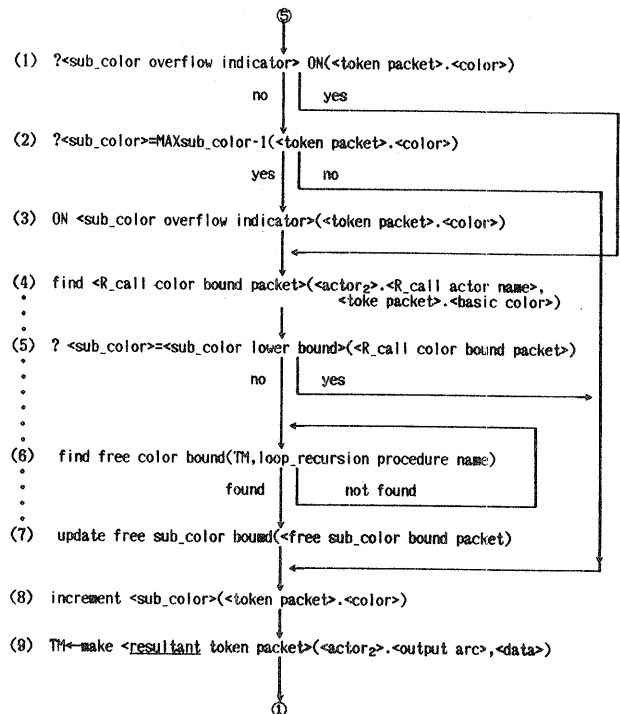 ⑤
(1) ?<sub_color overflow indicator> ON(<token packet>.<color>)
no yes
(2) ?<sub_color>=MAXsub_color-1(<token packet>.<color>)
yes no
(3) ON <sub_color overflow indicator>(<token packet>.<color>)
(4) find <R_call color bound packet>(<actor₂>.<R_call actor name>,
<toke packet>.<basic color>)
(5) ? <sub_color>=<sub_color lower bound>(<R_call color bound packet>)
no yes
(6) find free color bound(TM,loop_recursion procedure name)
found not found
(7) update free sub_color bound(<free sub_color bound packet)
(8) increment <sub_color>(<token packet>.<color>)
(9) TM←make <resultant token packet>(<actor₂>.<output arc>,<data>)
①